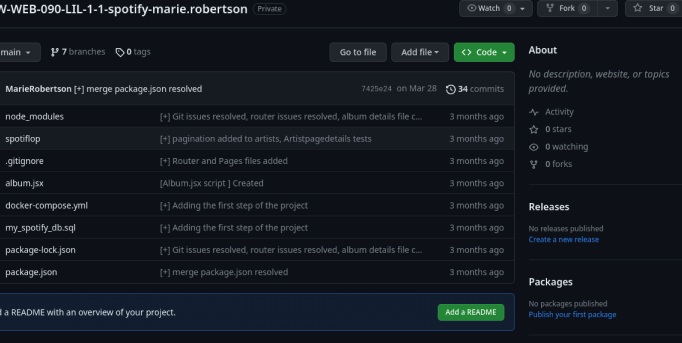 W-WEB-090-LIL-1-1-spotify-marie.robertson Private
Watch 0 Fork 0 Star 0
main 7 branches 0 tags Go to file Add file Code
MarieRobertson [+] merge package.json resolved 7425e24 on Mar 28 34 commits
node_modules [+] Git issues resolved, router issues resolved, album details file c... 3 months ago
spotiflop [+] pagination added to artists, Artistpagedetails tests 3 months ago
.gitignore [+] Router and Pages files added 3 months ago
album.jsx [Album.jsx script ] Created 3 months ago
docker-compose.yml [+] Adding the first step of the project 3 months ago
my_spotify_db.sql [+] Adding the first step of the project 3 months ago
package-lock.json [+] Git issues resolved, router issues resolved, album details file c... 3 months ago
package.json [+] merge package.json resolved 3 months ago
d a README with an overview of your project. Add a README
About
No description, website, or topics
provided.
Activity
0 stars
0 watching
0 forks
Releases
No releases published
Create a new release
Packages
No packages published
Publish your first package